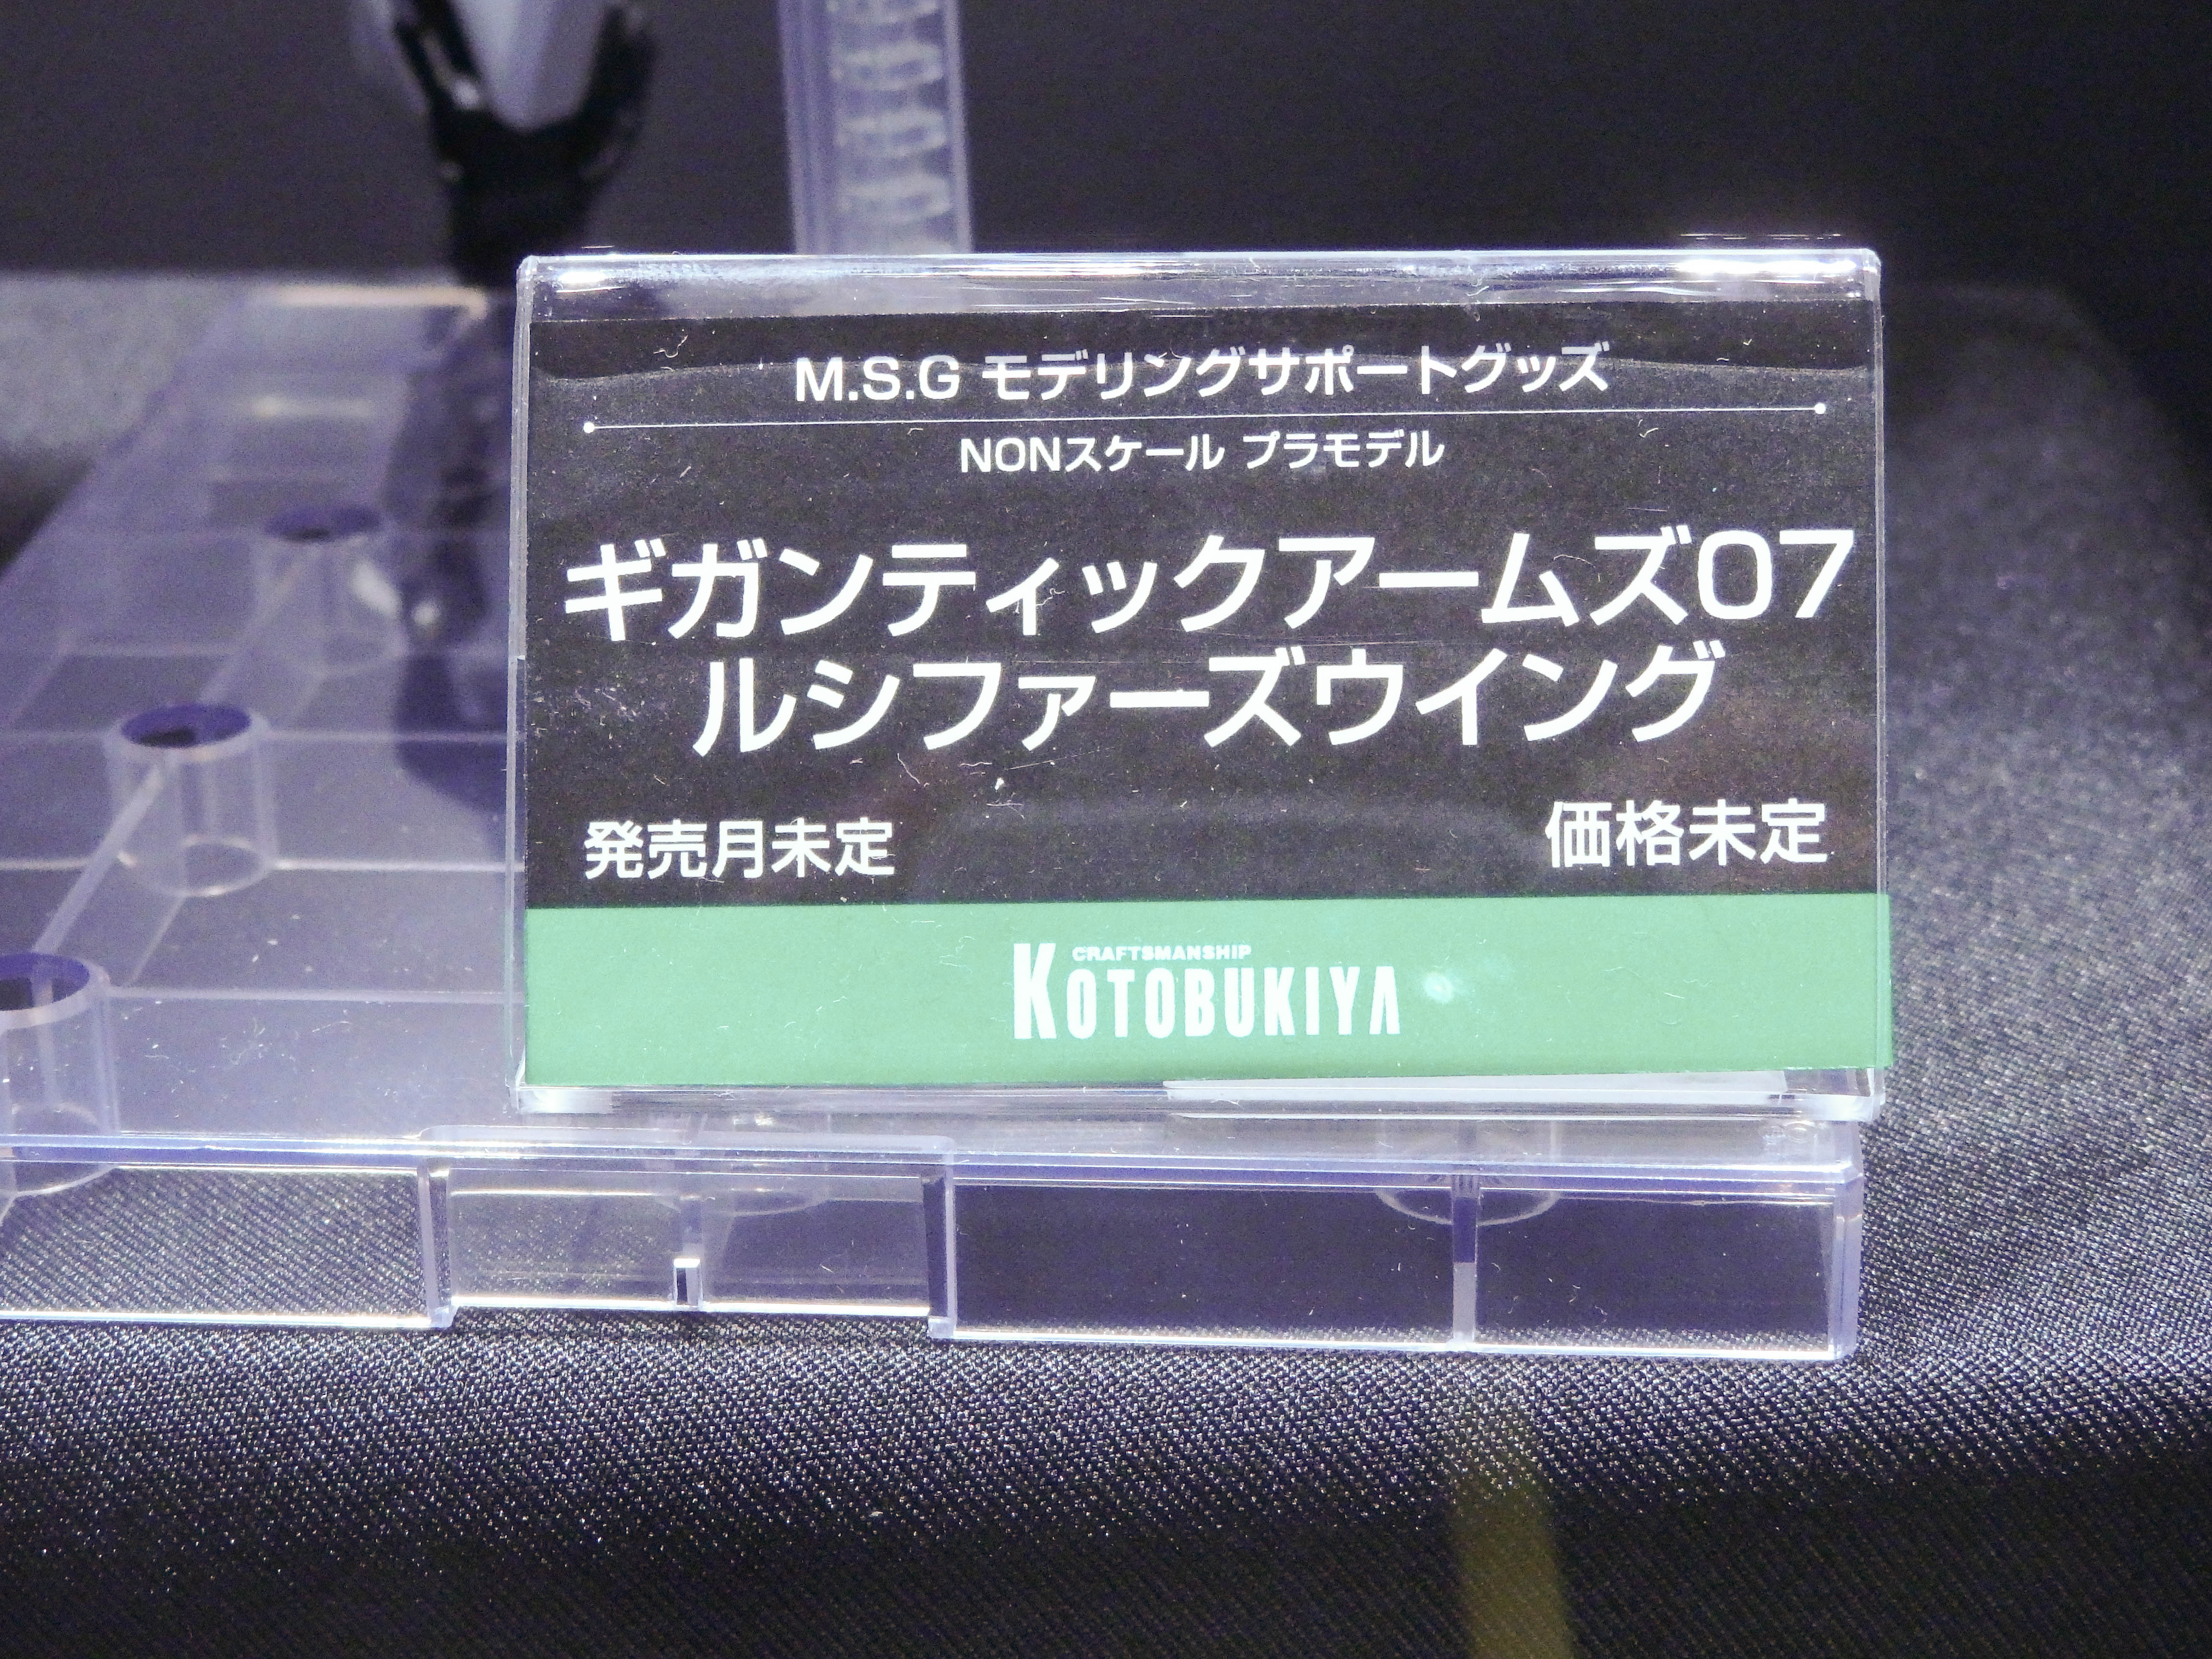 M.S.G モデリングサポートグッズ
NONスケール プラモデル
ギガンティックアームズ07
ルシファーズウイング
発売月未定
価格未定
CRAFTSMANSHIP
KOTOBUKIYA